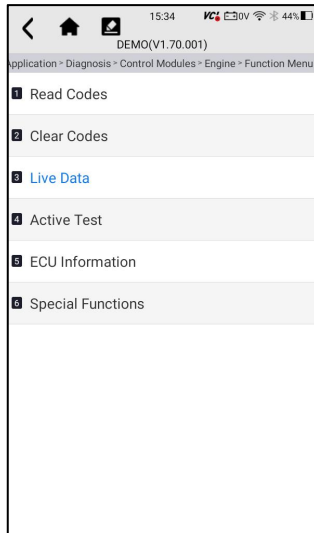 15:34 VCI 0V 44%
DEMO(V1.70.001)
Application > Diagnosis > Control Modules > Engine > Function Menu
1 Read Codes
2 Clear Codes
3 Live Data
4 Active Test
5 ECU Information
6 Special Functions